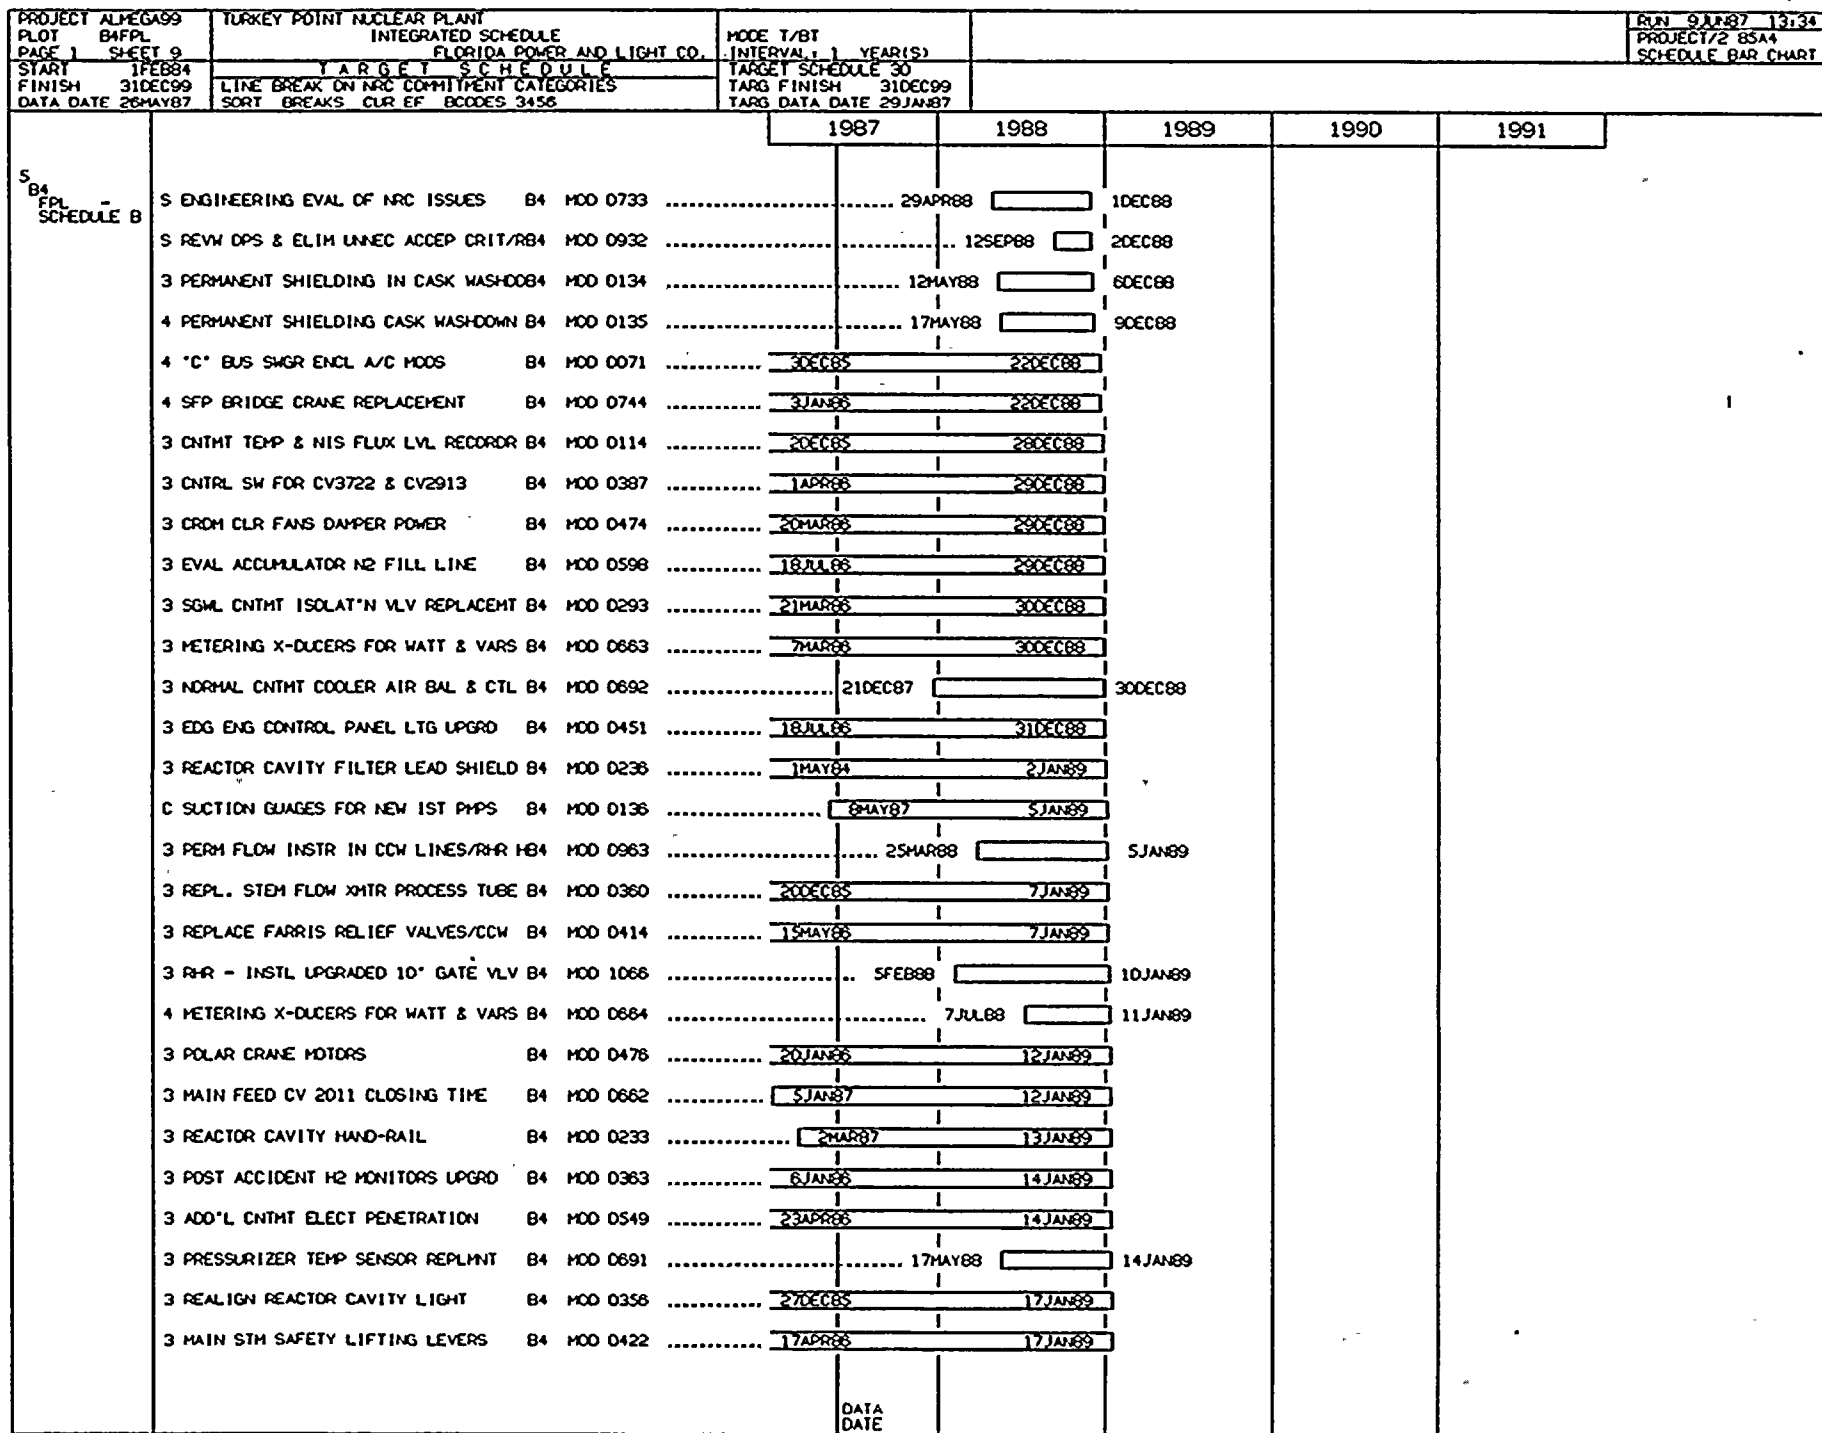 PROJECT ALMEGA99 TURKEY POINT NUCLEAR PLANT RUN 9JUN87 13:34
PLOT B4FPL INTEGRATED SCHEDULE MODE T/BT PROJECT/2 85A4
PAGE 1 SHEET 9 FLORIDA POWER AND LIGHT CO. INTERVAL: 1 YEAR(S) SCHEDULE BAR CHART
START 1FEB84 T A R G E T S C H E D U L E TARGET SCHEDULE 30
FINISH 31DEC99 LINE BREAK ON NRC COMMITMENT CATEGORIES TARG FINISH 31DEC99
DATA DATE 26MAY87 SORT BREAKS CUR EF BCODES 3456 TARG DATA DATE 29JAN87
1987 1988 1989 1990 1991
S
B4
FPL -
SCHEDULE B
S ENGINEERING EVAL OF NRC ISSUES B4 MOD 0733 29APR88 1DEC88
S REVW OPS & ELIM UNNEC ACCEP CRIT/RB4 MOD 0932 12SEP88 2DEC88
3 PERMANENT SHIELDING IN CASK WASHDOB4 MOD 0134 12MAY88 6DEC88
4 PERMANENT SHIELDING CASK WASHDOWN B4 MOD 0135 17MAY88 9DEC88
4 "C" BUS SWGR ENCL A/C MODS B4 MOD 0071 3DEC85 22DEC88
4 SFP BRIDGE CRANE REPLACEMENT B4 MOD 0744 3JAN86 22DEC88
3 CNTMT TEMP & NIS FLUX LVL RECORDR B4 MOD 0114 2DEC85 28DEC88
3 CNTRL SW FOR CV3722 & CV2913 B4 MOD 0387 1APR86 29DEC88
3 CRDM CLR FANS DAMPER POWER B4 MOD 0474 20MAR86 29DEC88
3 EVAL ACCUMULATOR N2 FILL LINE B4 MOD 0598 18JUL86 29DEC88
3 SGWL CNTMT ISOLAT'N VLV REPLACEMT B4 MOD 0293 21MAR86 30DEC88
3 METERING X-DUCERS FOR WATT & VARS B4 MOD 0663 7MAR86 30DEC88
3 NORMAL CNTMT COOLER AIR BAL & CTL B4 MOD 0692 21DEC87 30DEC88
3 EDG ENG CONTROL PANEL LTG UPGRD B4 MOD 0451 18JUL86 31DEC88
3 REACTOR CAVITY FILTER LEAD SHIELD B4 MOD 0236 1MAY84 2JAN89
C SUCTION GUAGES FOR NEW IST PMPS B4 MOD 0136 8MAY87 5JAN89
3 PERM FLOW INSTR IN CCW LINES/RHR HB4 MOD 0963 25MAR88 5JAN89
3 REPL. STEM FLOW XMTR PROCESS TUBE B4 MOD 0360 20DEC85 7JAN89
3 REPLACE FARRIS RELIEF VALVES/CCW B4 MOD 0414 15MAY86 7JAN89
3 RHR - INSTL UPGRADED 10" GATE VLV B4 MOD 1066 5FEB88 10JAN89
4 METERING X-DUCERS FOR WATT & VARS B4 MOD 0664 7JUL88 11JAN89
3 POLAR CRANE MOTORS B4 MOD 0476 20JAN86 12JAN89
3 MAIN FEED CV 2011 CLOSING TIME B4 MOD 0662 5JAN87 12JAN89
3 REACTOR CAVITY HAND-RAIL B4 MOD 0233 2MAR87 13JAN89
3 POST ACCIDENT H2 MONITORS UPGRD B4 MOD 0363 6JAN86 14JAN89
3 ADD'L CNTMT ELECT PENETRATION B4 MOD 0549 23APR86 14JAN89
3 PRESSURIZER TEMP SENSOR REPLMNT B4 MOD 0691 17MAY88 14JAN89
3 REALIGN REACTOR CAVITY LIGHT B4 MOD 0356 27DEC85 17JAN89
3 MAIN STM SAFETY LIFTING LEVERS B4 MOD 0422 17APR86 17JAN89
DATA
DATE